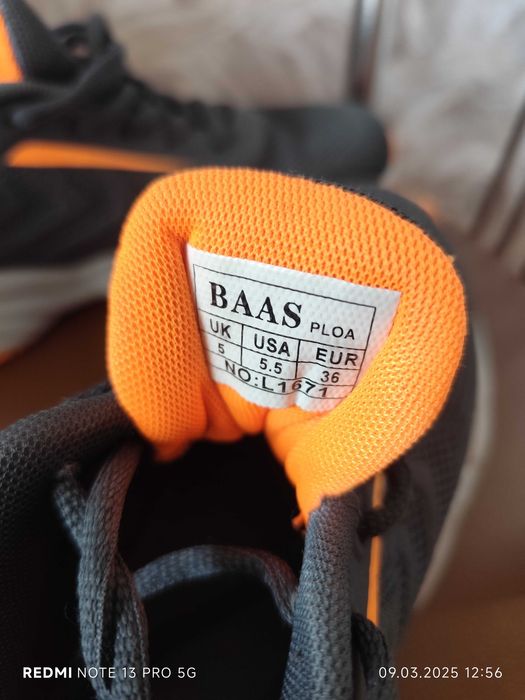 BAAS PLOA
UK USA EUR
5 5.5 36
NO:L1671
REDMI NOTE 13 PRO 5G
09.03.2025 12:56